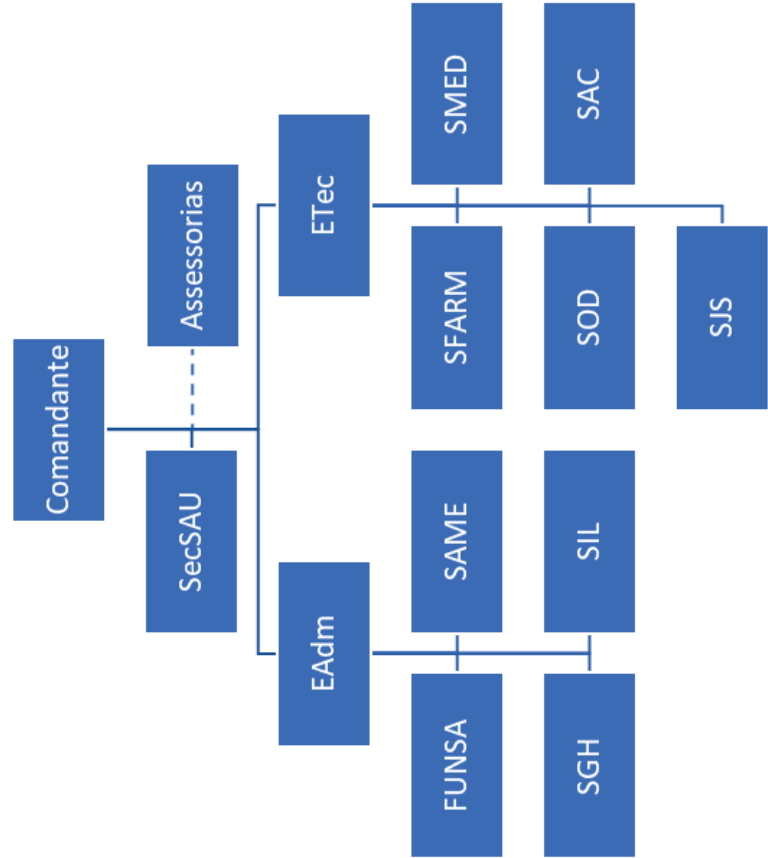 Comandante
SecSAU
Assessorias
EAdm
ETec
FUNSA
SAME
SGH
SIL
SFARM
SMED
SOD
SAC
SJS